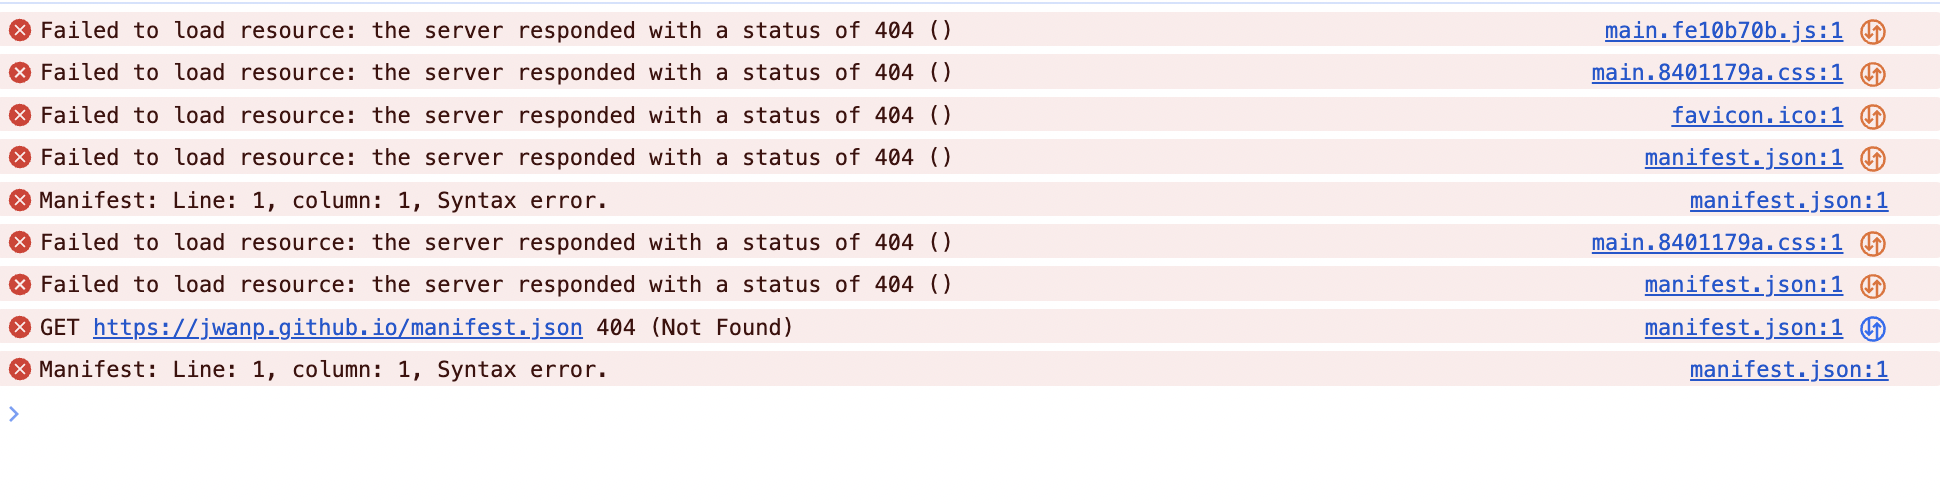 Failed to load resource: the server responded with a status of 404 () main.fe10b70b.js:1
Failed to load resource: the server responded with a status of 404 () main.8401179a.css:1
Failed to load resource: the server responded with a status of 404 () favicon.ico:1
Failed to load resource: the server responded with a status of 404 () manifest.json:1
Manifest: Line: 1, column: 1, Syntax error. manifest.json:1
Failed to load resource: the server responded with a status of 404 () main.8401179a.css:1
Failed to load resource: the server responded with a status of 404 () manifest.json:1
GET https://jwanp.github.io/manifest.json 404 (Not Found) manifest.json:1
Manifest: Line: 1, column: 1, Syntax error. manifest.json:1